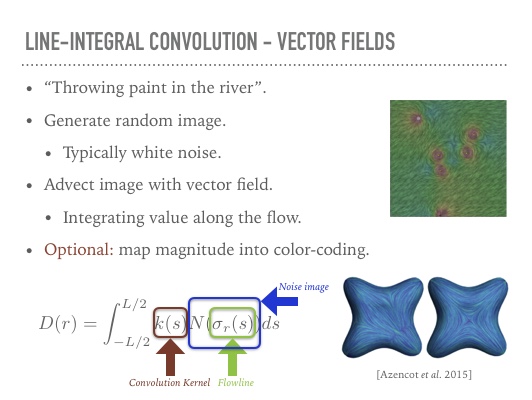 LINE-INTEGRAL CONVOLUTION - VECTOR FIELDS
• “Throwing paint in the river”.
• Generate random image.
• Typically white noise.
• Advect image with vector field.
• Integrating value along the flow.
• Optional: map magnitude into color-coding.
Noise image
D(r) = ∫_{-L/2}^{L/2} k(s)N(σ_r(s))ds
Convolution Kernel Flowline
[Azencot et al. 2015]